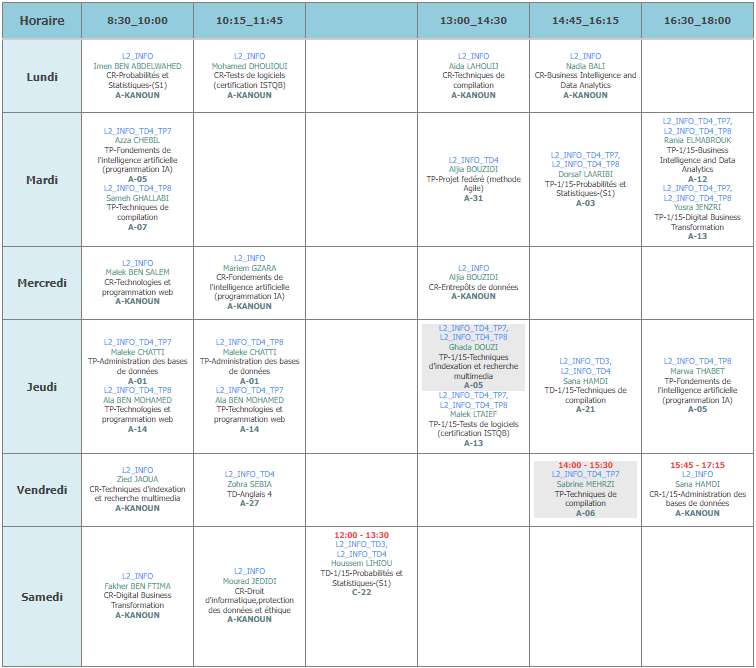 Horaire
8:30_10:00
10:15_11:45
13:00_14:30
14:45_16:15
16:30_18:00
Lundi
L2_INFO
Imen BEN ABDELWAHED
CR-Probabilités et
Statistiques-(S1)
A-KANOUN
L2_INFO
Mohamed DHOUIOUI
CR-Tests de logiciels
(certification ISTQB)
A-KANOUN
L2_INFO
Aida LAHOUIJ
CR-Techniques de
compilation
A-KANOUN
L2_INFO
Nadia BALI
CR-Business Intelligence and
Data Analytics
A-KANOUN
Mardi
L2_INFO_TD4_TP7
Azza CHEBIL
TP-Fondements de
l'intelligence artificielle
(programmation IA)
A-05
L2_INFO_TD4_TP8
Sameh GHALLABI
TP-Techniques de
compilation
A-07
L2_INFO_TD4
Aljia BOUZIDI
TP-Projet fedéré (methode
Agile)
A-31
L2_INFO_TD4_TP7,
L2_INFO_TD4_TP8
Dorsaf LAARIBI
TP-1/15-Probabilités et
Statistiques-(S1)
A-03
L2_INFO_TD4_TP7,
L2_INFO_TD4_TP8
Rania ELMABROUK
TP-1/15-Business
Intelligence and Data
Analytics
A-12
L2_INFO_TD4_TP7,
L2_INFO_TD4_TP8
Yosra JENZRI
TP-1/15-Digital Business
Transformation
A-13
Mercredi
L2_INFO
Malek BEN SALEM
CR-Technologies et
programmation web
A-KANOUN
L2_INFO
Mariem GZARA
CR-Fondements de
l'intelligence artificielle
(programmation IA)
A-KANOUN
L2_INFO
Aljia BOUZIDI
CR-Entrepôts de données
A-KANOUN
Jeudi
L2_INFO_TD4_TP7
Maleke CHATTI
TP-Administration des bases
de données
A-01
L2_INFO_TD4_TP8
Ala BEN MOHAMED
TP-Technologies et
programmation web
A-14
L2_INFO_TD4_TP8
Maleke CHATTI
TP-Administration des bases
de données
A-01
L2_INFO_TD4_TP7
Ala BEN MOHAMED
TP-Technologies et
programmation web
A-14
L2_INFO_TD4_TP7,
L2_INFO_TD4_TP8
Ghada DOUZI
TP-1/15-Techniques
d'indexation et recherche
multimedia
A-05
L2_INFO_TD4_TP7,
L2_INFO_TD4_TP8
Malek LTAIEF
TP-1/15-Tests de logiciels
(certification ISTQB)
A-13
L2_INFO_TD3,
L2_INFO_TD4
Sana HAMDI
TD-1/15-Techniques de
compilation
A-21
L2_INFO_TD4_TP8
Marwa THABET
TP-Fondements de
l'intelligence artificielle
(programmation IA)
A-05
Vendredi
L2_INFO
Zied JAOUA
CR-Techniques d'indexation
et recherche multimedia
A-KANOUN
L2_INFO_TD4
Zohra SEBIA
TD-Anglais 4
A-27
14:00 - 15:30
L2_INFO_TD4_TP7
Sabrine MEHRZI
TP-Techniques de
compilation
A-06
15:45 - 17:15
L2_INFO
Sana HAMDI
CR-1/15-Administration des
bases de données
A-KANOUN
Samedi
L2_INFO
Fakher BEN FTIMA
CR-Digital Business
Transformation
A-KANOUN
L2_INFO
Mourad JEDIDI
CR-Droit
d'informatique,protection
des données et éthique
A-KANOUN
12:00 - 13:30
L2_INFO_TD3,
L2_INFO_TD4
Houssem LIHIOU
TD-1/15-Probabilités et
Statistiques-(S1)
C-22